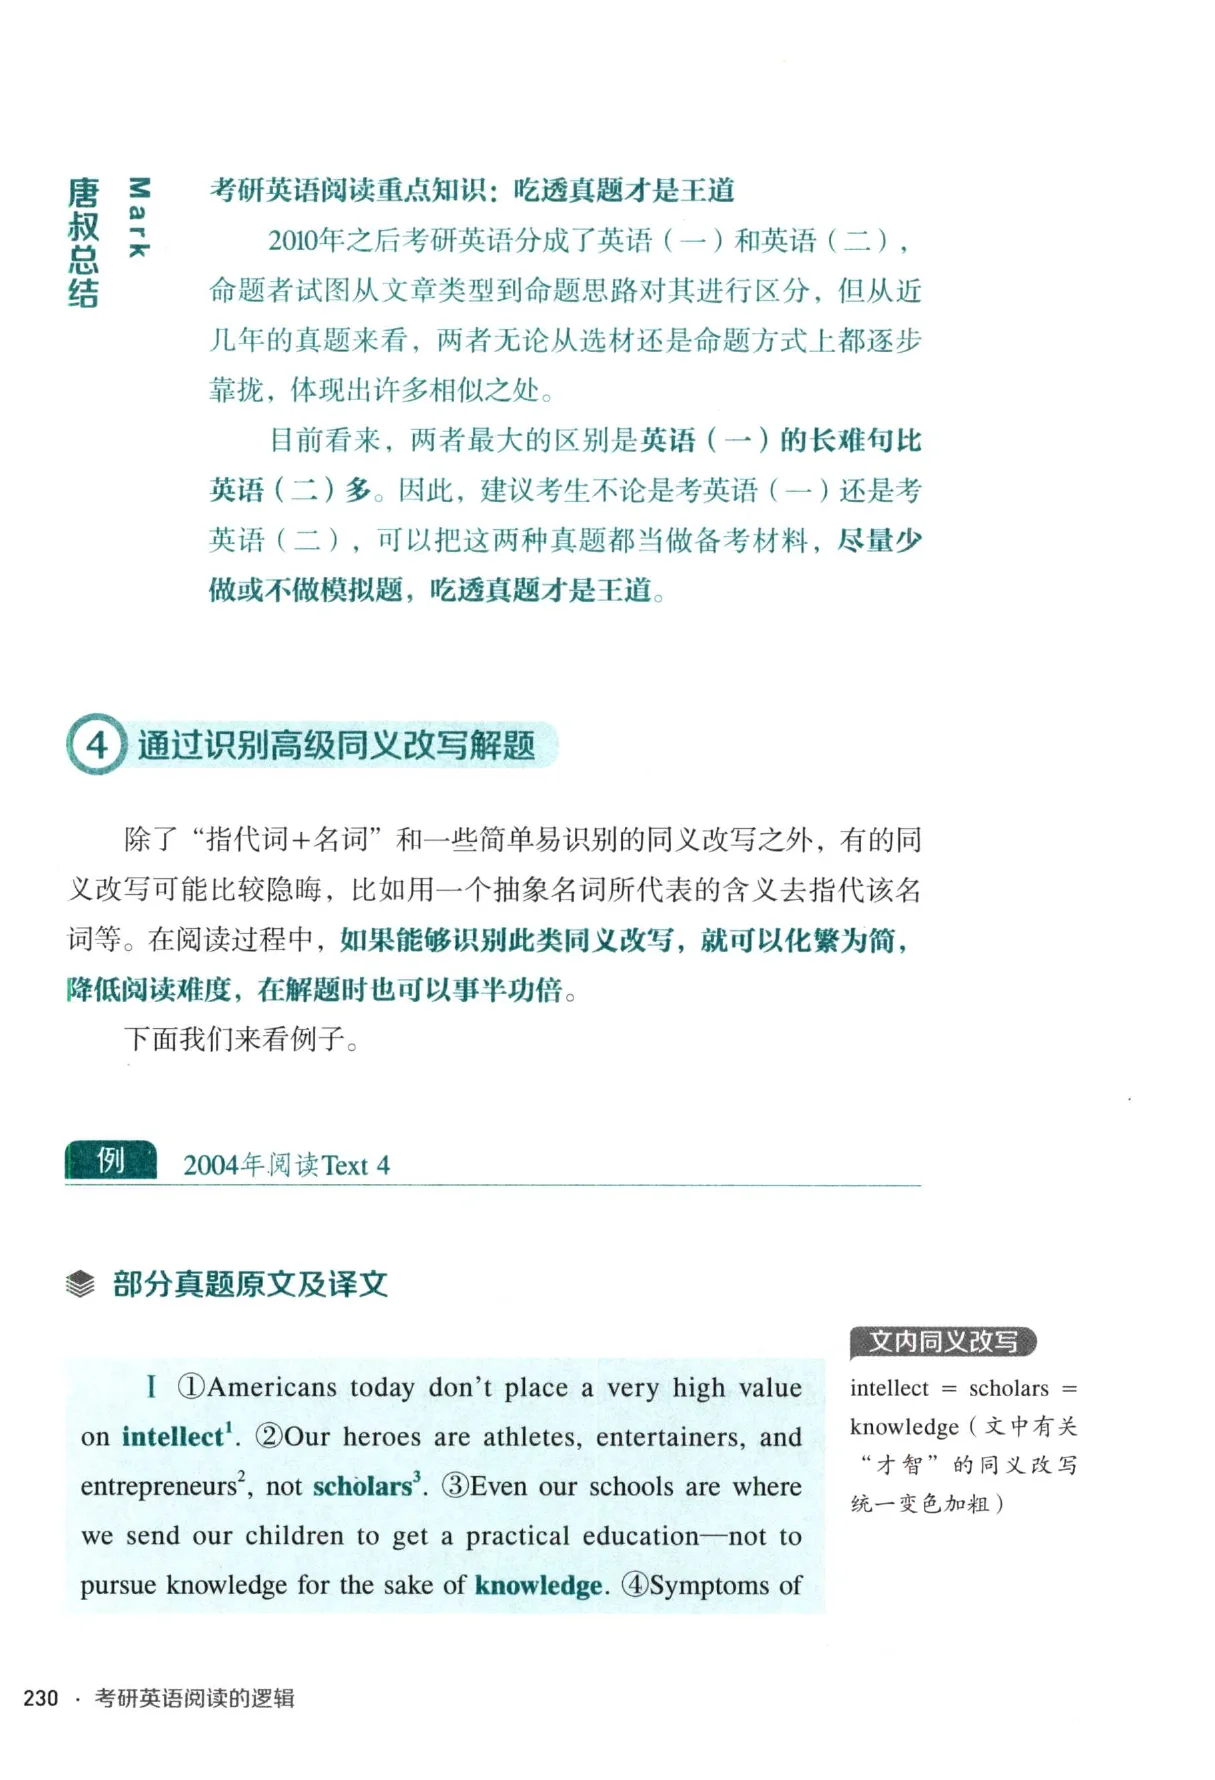 唐叔总结
Mark
考研英语阅读重点知识：吃透真题才是王道
2010年之后考研英语分成了英语（一）和英语（二），
命题者试图从文章类型到命题思路对其进行区分，但从近
几年的真题来看，两者无论从选材还是命题方式上都逐步
靠拢，体现出许多相似之处。
目前看来，两者最大的区别是英语（一）的长难句比
英语（二）多。因此，建议考生不论是考英语（一）还是考
英语（二），可以把这两种真题都当做备考材料，尽量少
做或不做模拟题，吃透真题才是王道。
4 通过识别高级同义改写解题
除了“指代词+名词”和一些简单易识别的同义改写之外，有的同
义改写可能比较隐晦，比如用一个抽象名词所代表的含义去指代该名
词等。在阅读过程中，如果能够识别此类同义改写，就可以化繁为简，
降低阅读难度，在解题时也可以事半功倍。
下面我们来看例子。
例 2004年阅读Text 4
部分真题原文及译文
I ①Americans today don't place a very high value
on intellect¹. ②Our heroes are athletes, entertainers, and
entrepreneurs², not scholars³. ③Even our schools are where
we send our children to get a practical education—not to
pursue knowledge for the sake of knowledge. ④Symptoms of
文内同义改写
intellect = scholars =
knowledge（文中有关
“才智”的同义改写
统一变色加粗）
230 · 考研英语阅读的逻辑